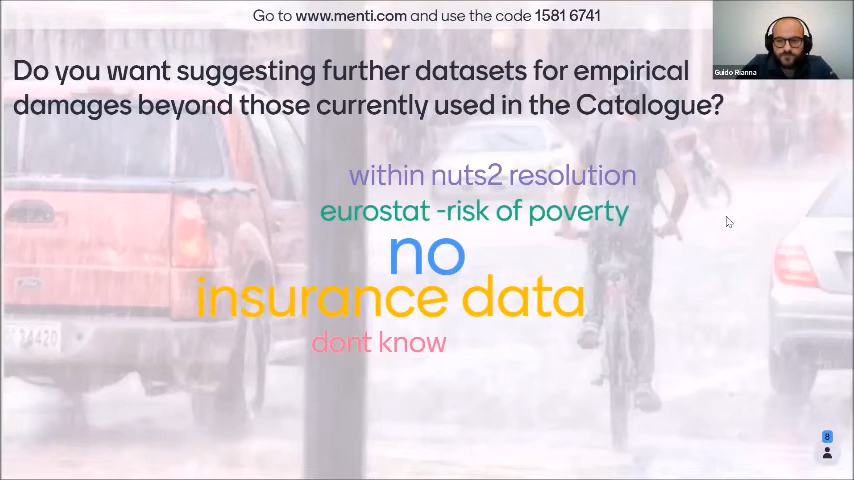 Go to www.menti.com and use the code 1581 6741
Guido Rianna
Do you want suggesting further datasets for empirical
damages beyond those currently used in the Catalogue?
within nuts2 resolution
eurostat -risk of poverty
no
insurance data
dont know
34420
8